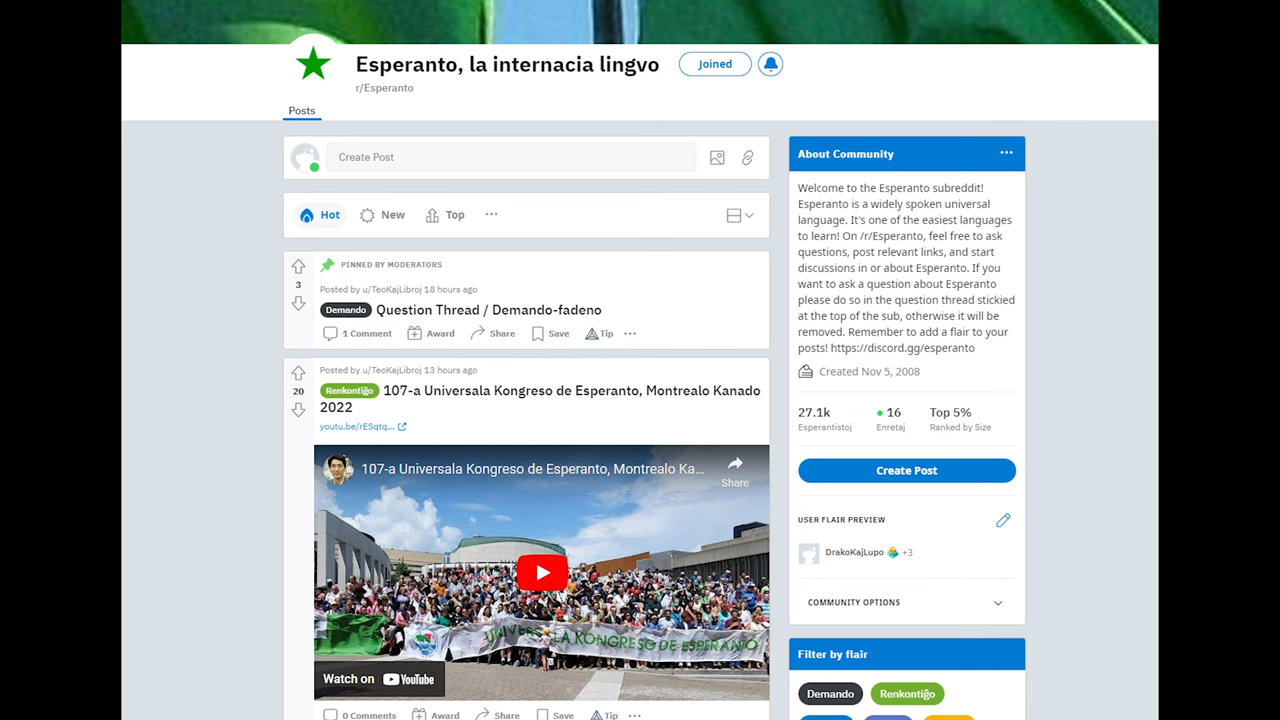 Esperanto, la internacia lingvo
Joined
r/Esperanto
Posts
Create Post
Hot
New
Top
PINNED BY MODERATORS
Posted by u/TeoKajLibroj 18 hours ago
3
Demando Question Thread / Demando-fadeno
1 Comment
Award
Share
Save
Tip
Posted by u/TeoKajLibroj 13 hours ago
20
Renkontiĝo 107-a Universala Kongreso de Esperanto, Montrealo Kanado
2022
youtu.be/rESqtq...
107-a Universala Kongreso de Esperanto, Montrealo Ka...
Share
UNIVERSALA KONGRESO DE ESPERANTO
Watch on YouTube
0 Comments
Award
Share
Save
Tip
About Community
Welcome to the Esperanto subreddit!
Esperanto is a widely spoken universal
language. It's one of the easiest languages
to learn! On /r/Esperanto, feel free to ask
questions, post relevant links, and start
discussions in or about Esperanto. If you
want to ask a question about Esperanto
please do so in the question thread stickied
at the top of the sub, otherwise it will be
removed. Remember to add a flair to your
posts! https://discord.gg/esperanto
Created Nov 5, 2008
27.1k
Esperantistoj
16
Enretaj
Top 5%
Ranked by Size
Create Post
USER FLAIR PREVIEW
DrakoKajLupo +3
COMMUNITY OPTIONS
Filter by flair
Demando
Renkontiĝo